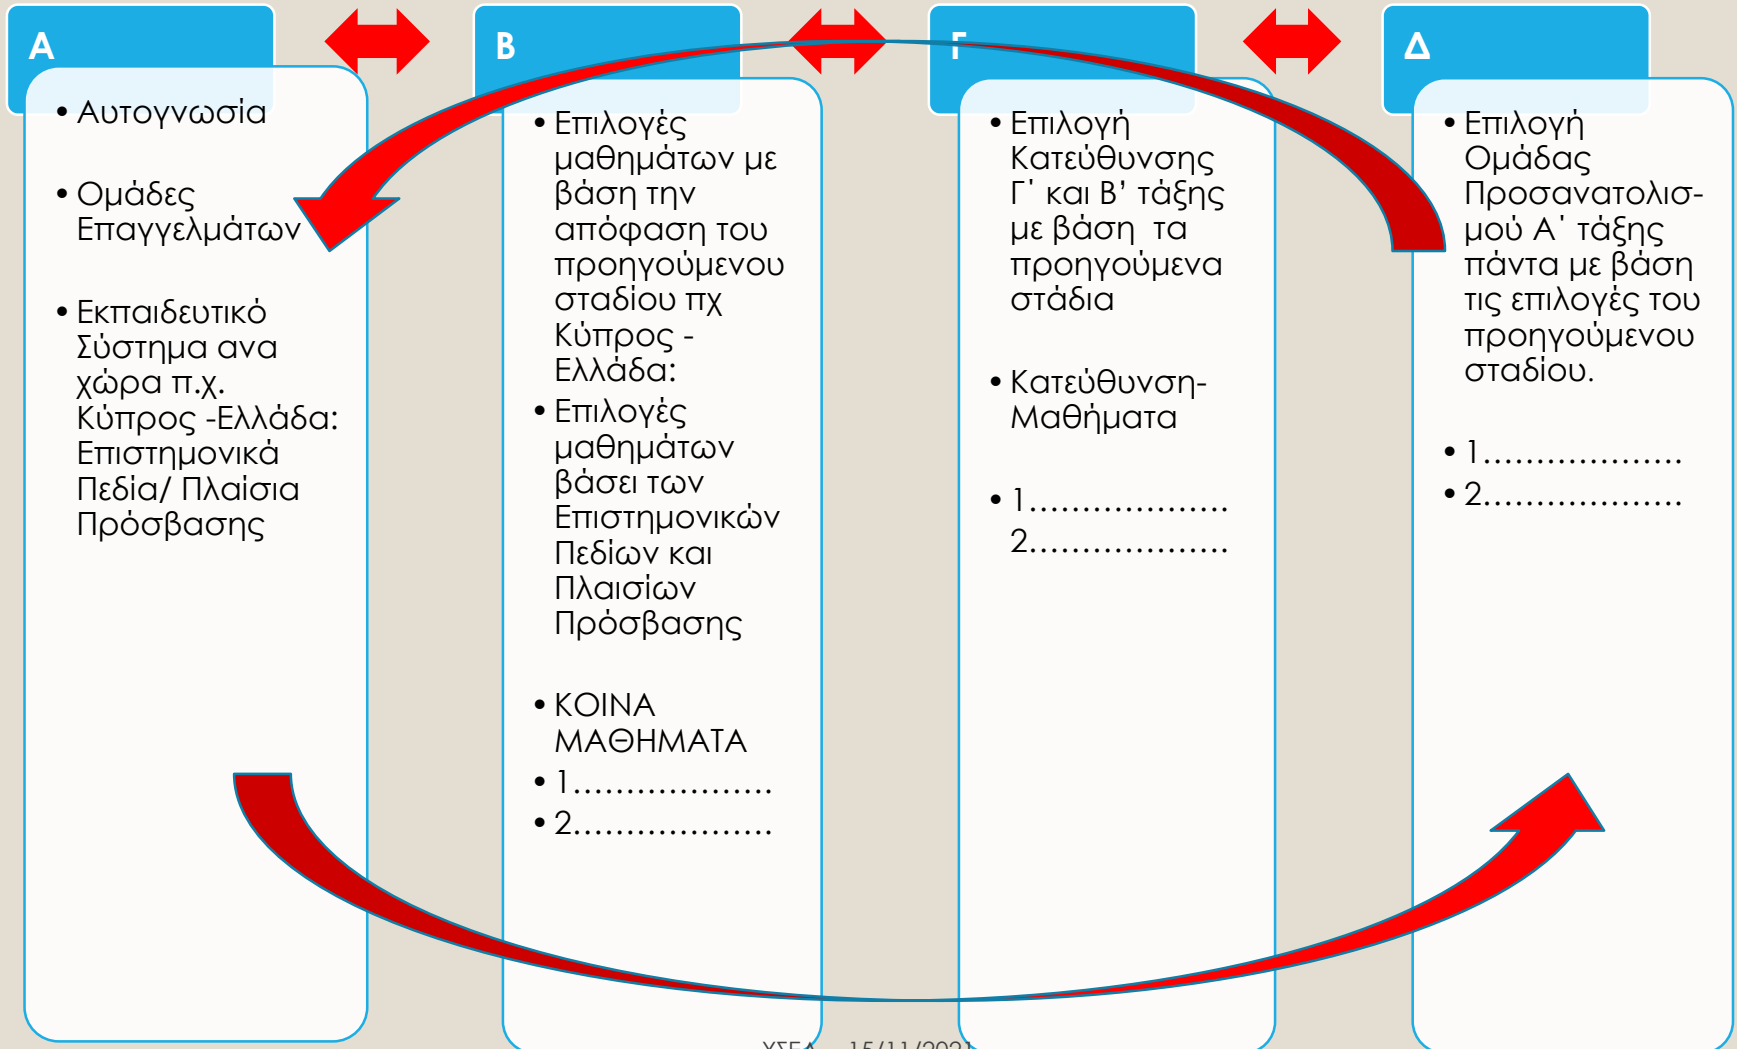 Α
• Αυτογνωσία
• Ομάδες
Επαγγελμάτων
• Εκπαιδευτικό
Σύστημα ανα
χώρα π.χ.
Κύπρος -Ελλάδα:
Επιστημονικά
Πεδία/ Πλαίσια
Πρόσβασης
Β
• Επιλογές
μαθημάτων με
βάση την
απόφαση του
προηγούμενου
σταδίου πχ
Κύπρος -
Ελλάδα:
• Επιλογές
μαθημάτων
βάσει των
Επιστημονικών
Πεδίων και
Πλαισίων
Πρόσβασης
• ΚΟΙΝΑ
ΜΑΘΗΜΑΤΑ
• 1...................
• 2...................
Γ
• Επιλογή
Κατεύθυνσης
Γ΄ και Β’ τάξης
με βάση τα
προηγούμενα
στάδια
• Κατεύθυνση-
Μαθήματα
• 1...................
2...................
Δ
• Επιλογή
Ομάδας
Προσανατολισ-
μού Α΄ τάξης
πάντα με βάση
τις επιλογές του
προηγούμενου
σταδίου.
• 1...................
• 2...................
15/11/2021